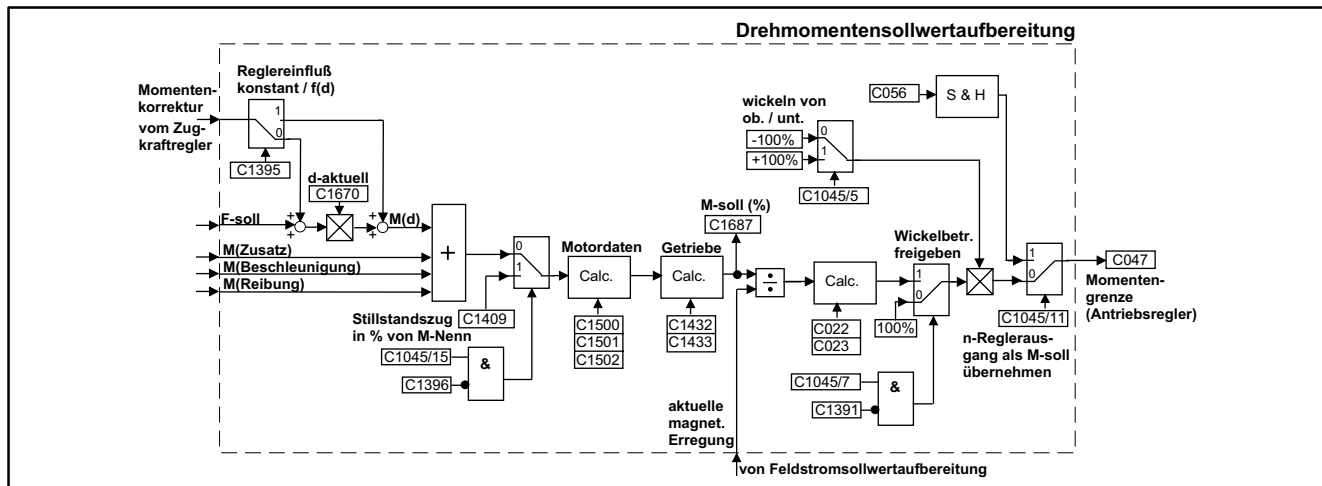 Drehmomentensollwertaufbereitung
Momenten-
korrektur
vom Zug-
kraftregler
Reglereinfluß
konstant / f(d)
1
0
C1395
d-aktuell
C1670
F-soll
+
+
+
+
M(d)
M(Zusatz)
M(Beschleunigung)
M(Reibung)
+
0
1
C1409
Stillstandszug
in % von M-Nenn
C1045/15
C1396
&
Motordaten
Calc.
C1500
C1501
C1502
Getriebe
Calc.
C1432
C1433
M-soll (%)
C1687
÷
aktuelle
magnet.
Erregung
von Feldstromsollwertaufbereitung
Calc.
C022
C023
wickeln von
ob. / unt.
-100%
+100%
0
1
C1045/5
C056
S & H
Wickelbetr.
freigeben
1
0
100%
C1045/7
C1391
&
1
0
C1045/11
n-Regleraus-
gang als M-soll
übernehmen
C047
Momenten-
grenze
(Antriebsregler)